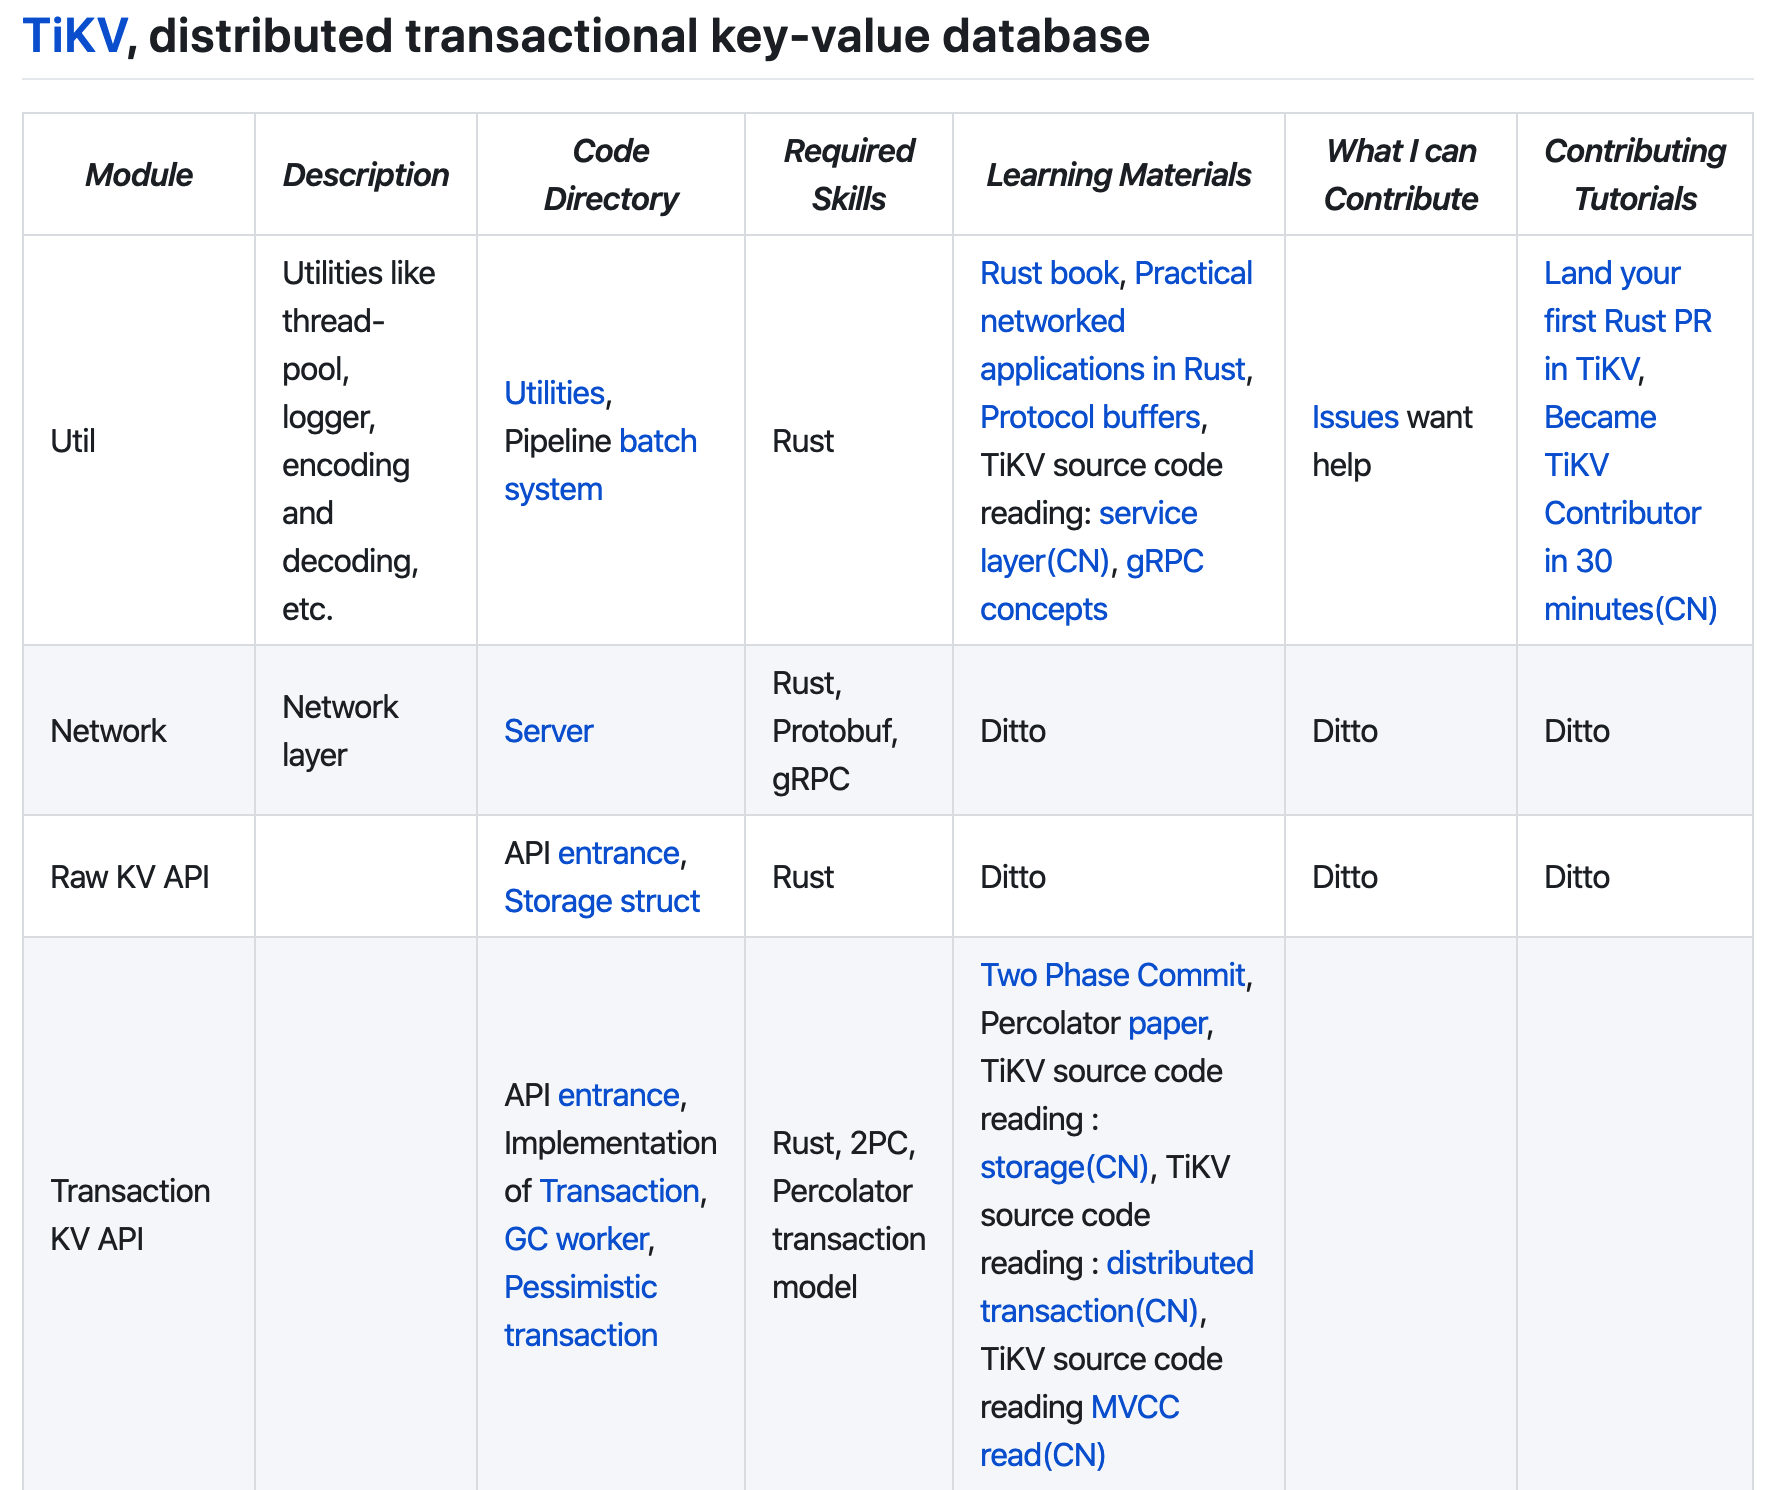 TiKV, distributed transactional key-value database
Module
Description
Code
Directory
Required
Skills
Learning Materials
What I can
Contribute
Contributing
Tutorials
Util
Utilities like
thread-
pool,
logger,
encoding
and
decoding,
etc.
Utilities,
Pipeline batch
system
Rust
Rust book, Practical
networked
applications in Rust,
Protocol buffers,
TiKV source code
reading: service
layer(CN), gRPC
concepts
Issues want
help
Land your
first Rust PR
in TiKV,
Became
TiKV
Contributor
in 30
minutes(CN)
Network
Network
layer
Server
Rust,
Protobuf,
gRPC
Ditto
Ditto
Ditto
Raw KV API
API entrance,
Storage struct
Rust
Ditto
Ditto
Ditto
Transaction
KV API
API entrance,
Implementation
of Transaction,
GC worker,
Pessimistic
transaction
Rust, 2PC,
Percolator
transaction
model
Two Phase Commit,
Percolator paper,
TiKV source code
reading :
storage(CN), TiKV
source code
reading : distributed
transaction(CN),
TiKV source code
reading MVCC
read(CN)